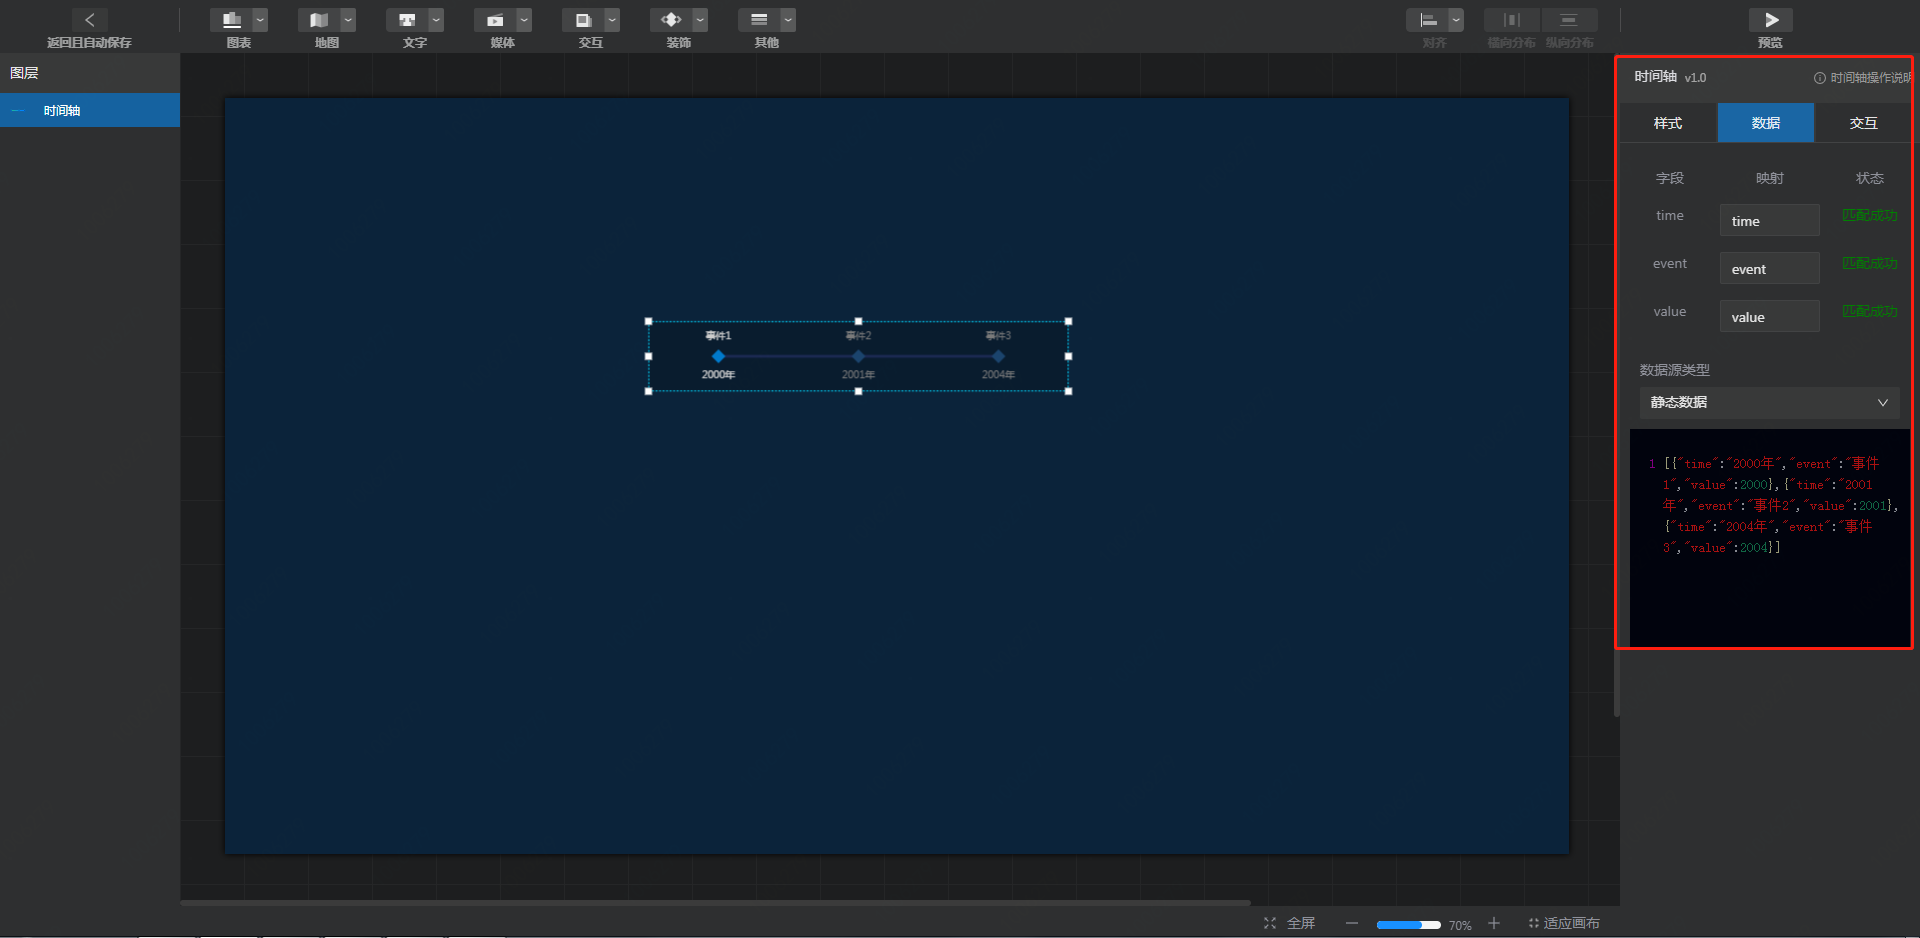 返回且自动保存
图表
地图
文字
媒体
交互
装饰
其他
对齐
横向分布
纵向分布
预览
图层
时间轴
事件1
事件2
事件3
2000年
2001年
2004年
时间轴 v1.0
时间轴操作说明
样式
数据
交互
字段
映射
状态
time
time
匹配成功
event
event
匹配成功
value
value
匹配成功
数据源类型
静态数据
1 [{"time":"2000年","event":"事件
1","value":2000},{"time":"2001
年","event":"事件2","value":2001},
{"time":"2004年","event":"事件
3","value":2004}]
全屏
70%
适应画布